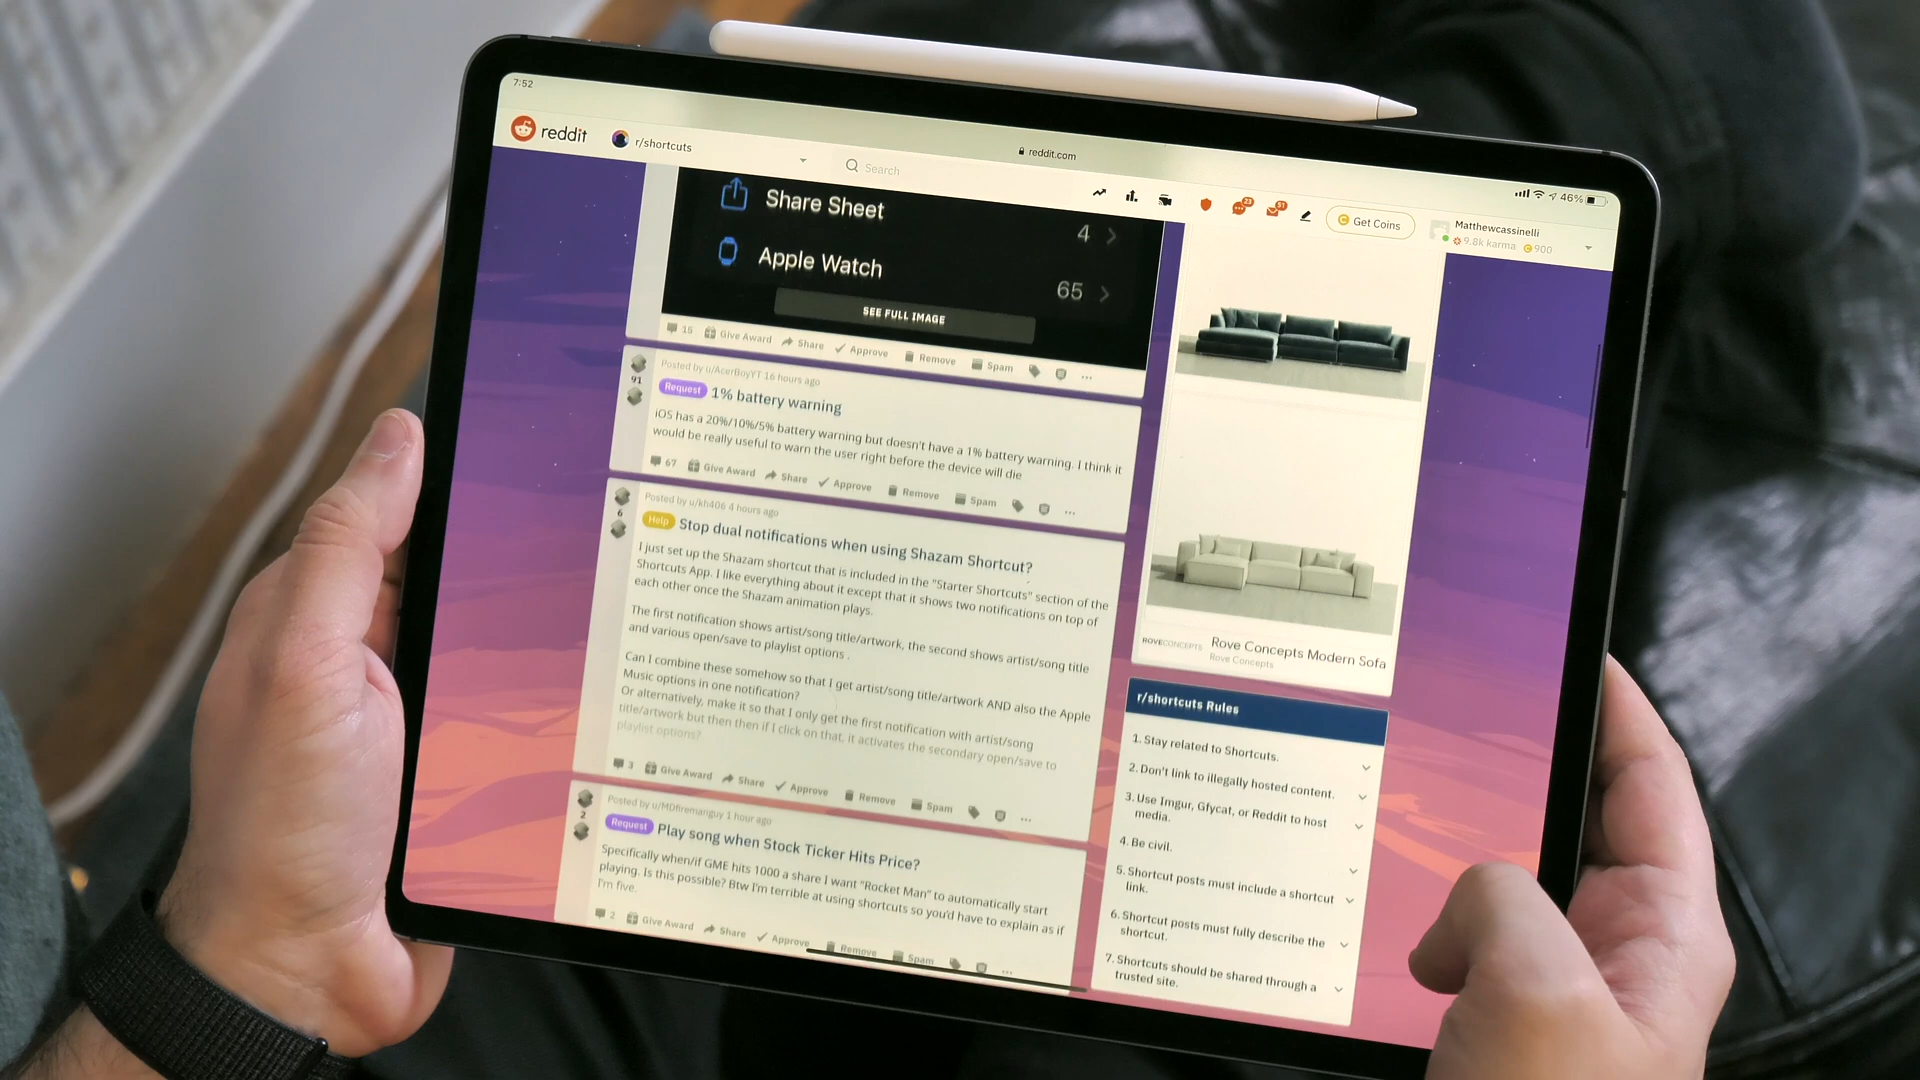 7:52
reddit.com
46%
reddit
r/shortcuts
Search
23
51
Get Coins
Matthewcassinelli
9.8k karma
900
Share Sheet
4
Apple Watch
65
SEE FULL IMAGE
15 Give Award Share Approve Remove Spam
91
Posted by u/AcerBoyYT 16 hours ago
Request 1% battery warning
iOS has a 20%/10%/5% battery warning but doesn't have a 1% battery warning. I think it
would be really useful to warn the user right before the device will die
67 Give Award Share Approve Remove Spam
6
Posted by u/kh406 4 hours ago
Help Stop dual notifications when using Shazam Shortcut?
I just set up the Shazam shortcut that is included in the "Starter Shortcuts" section of the
Shortcuts App. I like everything about it except that it shows two notifications on top of
each other once the Shazam animation plays.
The first notification shows artist/song title/artwork, the second shows artist/song title
and various open/save to playlist options .
Can I combine these somehow so that I get artist/song title/artwork AND also the Apple
Music options in one notification?
Or alternatively, make it so that I only get the first notification with artist/song
title/artwork but then then if I click on that, it activates the secondary open/save to
playlist options?
3 Give Award Share Approve Remove Spam
2
Posted by u/MDfiremanguy 1 hour ago
Request Play song when Stock Ticker Hits Price?
Specifically when/if GME hits 1000 a share I want "Rocket Man" to automatically start
playing. Is this possible? Btw I'm terrible at using shortcuts so you'd have to explain as if
I'm five.
2 Give Award Share Approve Remove Spam
ROVECONCEPTS
Rove Concepts Modern Sofa
Rove Concepts
r/shortcuts Rules
1. Stay related to Shortcuts.
2. Don't link to illegally hosted content.
3. Use Imgur, Gfycat, or Reddit to host
media.
4. Be civil.
5. Shortcut posts must include a shortcut
link.
6. Shortcut posts must fully describe the
shortcut.
7. Shortcuts should be shared through a
trusted site.